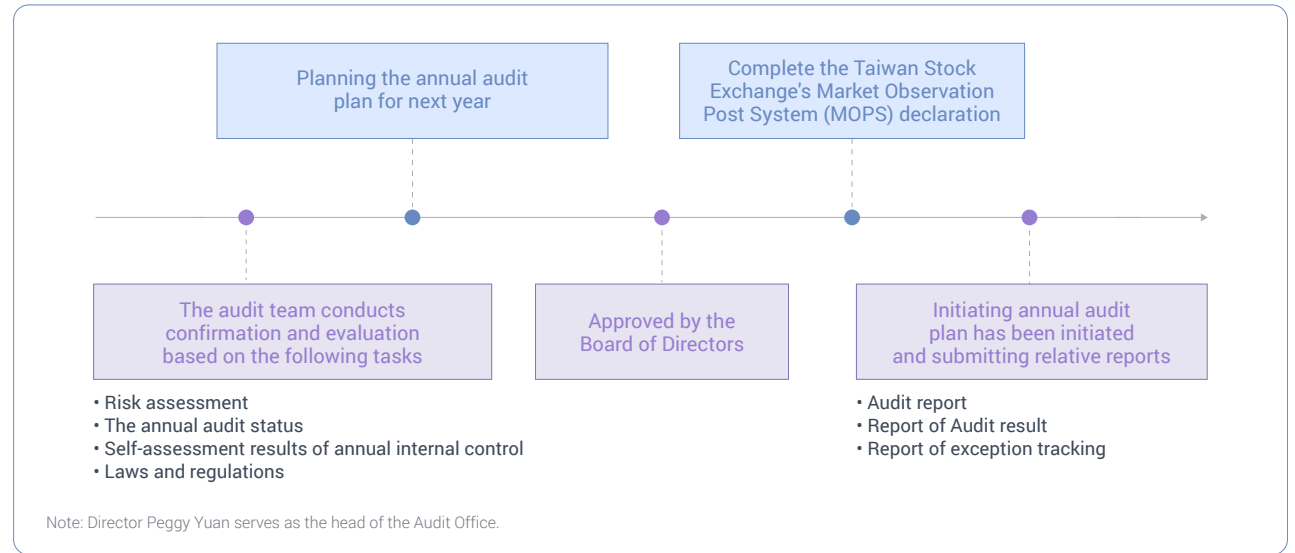 Planning the annual audit
plan for next year
Complete the Taiwan Stock
Exchange's Market Observation
Post System (MOPS) declaration
The audit team conducts
confirmation and evaluation
based on the following tasks
• Risk assessment
• The annual audit status
• Self-assessment results of annual internal control
• Laws and regulations
Approved by the
Board of Directors
Initiating annual audit
plan has been initiated
and submitting relative reports
• Audit report
• Report of Audit result
• Report of exception tracking
Note: Director Peggy Yuan serves as the head of the Audit Office.